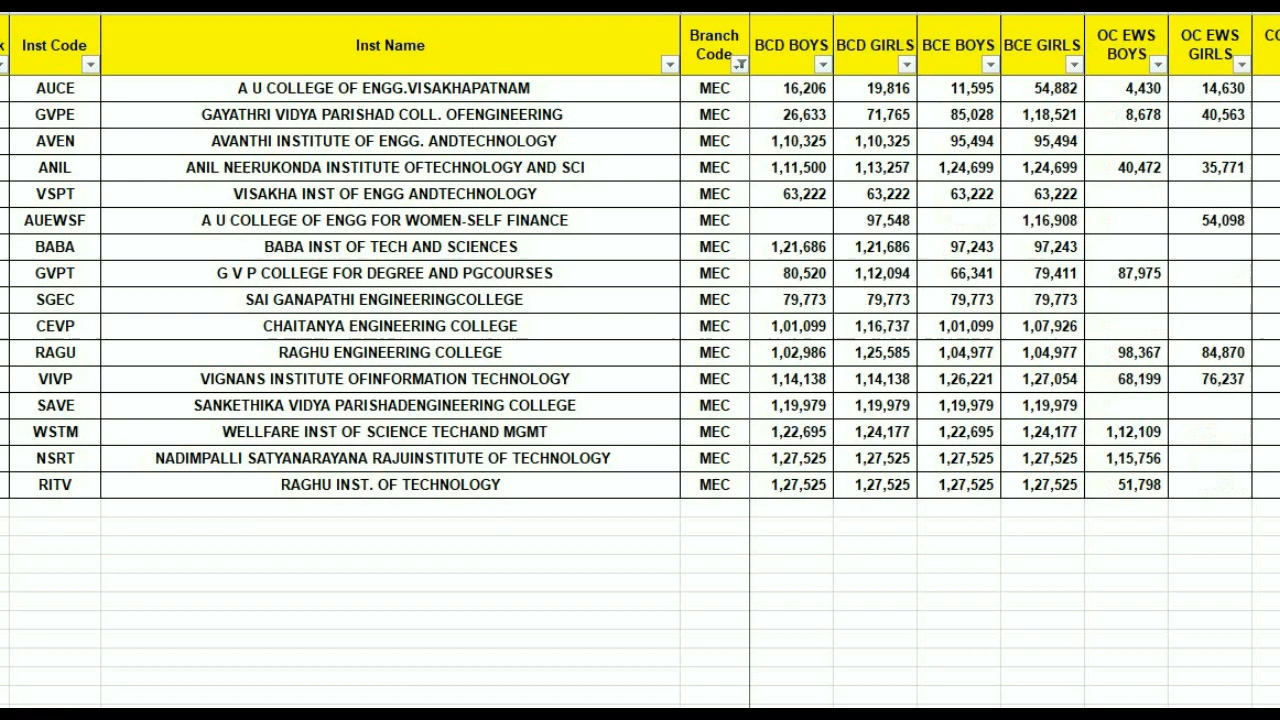 k Inst Code Inst Name Branch Code BCD BOYS BCD GIRLS BCE BOYS BCE GIRLS OC EWS BOYS OC EWS GIRLS CO
AUCE A U COLLEGE OF ENGG.VISAKHAPATNAM MEC 16,206 19,816 11,595 54,882 4,430 14,630
GVPE GAYATHRI VIDYA PARISHAD COLL. OFENGINEERING MEC 26,633 71,765 85,028 1,18,521 8,678 40,563
AVEN AVANTHI INSTITUTE OF ENGG. ANDTECHNOLOGY MEC 1,10,325 1,10,325 95,494 95,494
ANIL ANIL NEERUKONDA INSTITUTE OFTECHNOLOGY AND SCI MEC 1,11,500 1,13,257 1,24,699 1,24,699 40,472 35,771
VSPT VISAKHA INST OF ENGG ANDTECHNOLOGY MEC 63,222 63,222 63,222 63,222
AUEWSF A U COLLEGE OF ENGG FOR WOMEN-SELF FINANCE MEC 97,548 1,16,908 54,098
BABA BABA INST OF TECH AND SCIENCES MEC 1,21,686 1,21,686 97,243 97,243
GVPT G V P COLLEGE FOR DEGREE AND PGCOURSES MEC 80,520 1,12,094 66,341 79,411 87,975
SGEC SAI GANAPATHI ENGINEERINGCOLLEGE MEC 79,773 79,773 79,773 79,773
CEVP CHAITANYA ENGINEERING COLLEGE MEC 1,01,099 1,16,737 1,01,099 1,07,926
RAGU RAGHU ENGINEERING COLLEGE MEC 1,02,986 1,25,585 1,04,977 1,04,977 98,367 84,870
VIVP VIGNANS INSTITUTE OFINFORMATION TECHNOLOGY MEC 1,14,138 1,14,138 1,26,221 1,27,054 68,199 76,237
SAVE SANKETHIKA VIDYA PARISHADENGINEERING COLLEGE MEC 1,19,979 1,19,979 1,19,979 1,19,979
WSTM WELLFARE INST OF SCIENCE TECHAND MGMT MEC 1,22,695 1,24,177 1,22,695 1,24,177 1,12,109
NSRT NADIMPALLI SATYANARAYANA RAJUINSTITUTE OF TECHNOLOGY MEC 1,27,525 1,27,525 1,27,525 1,27,525 1,15,756
RITV RAGHU INST. OF TECHNOLOGY MEC 1,27,525 1,27,525 1,27,525 1,27,525 51,798